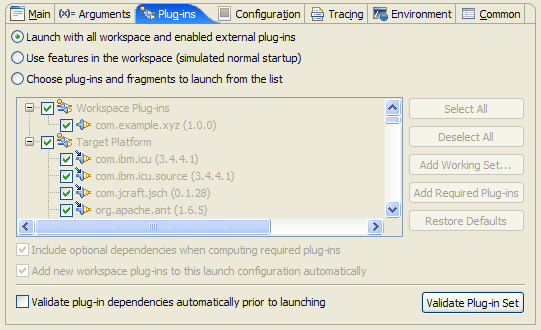 Main (x)= Arguments Plug-ins Configuration Tracing Environment Common
Launch with all workspace and enabled external plug-ins
Use features in the workspace (simulated normal startup)
Choose plug-ins and fragments to launch from the list
Workspace Plug-ins
com.example.xyz (1.0.0)
Target Platform
com.ibm.icu (3.4.4.1)
com.ibm.icu.source (3.4.4.1)
com.jcraft.jsch (0.1.28)
org.apache.ant (1.6.5)
Select All
Deselect All
Add Working Set...
Add Required Plug-ins
Restore Defaults
Include optional dependencies when computing required plug-ins
Add new workspace plug-ins to this launch configuration automatically
Validate plug-in dependencies automatically prior to launching
Validate Plug-in Set